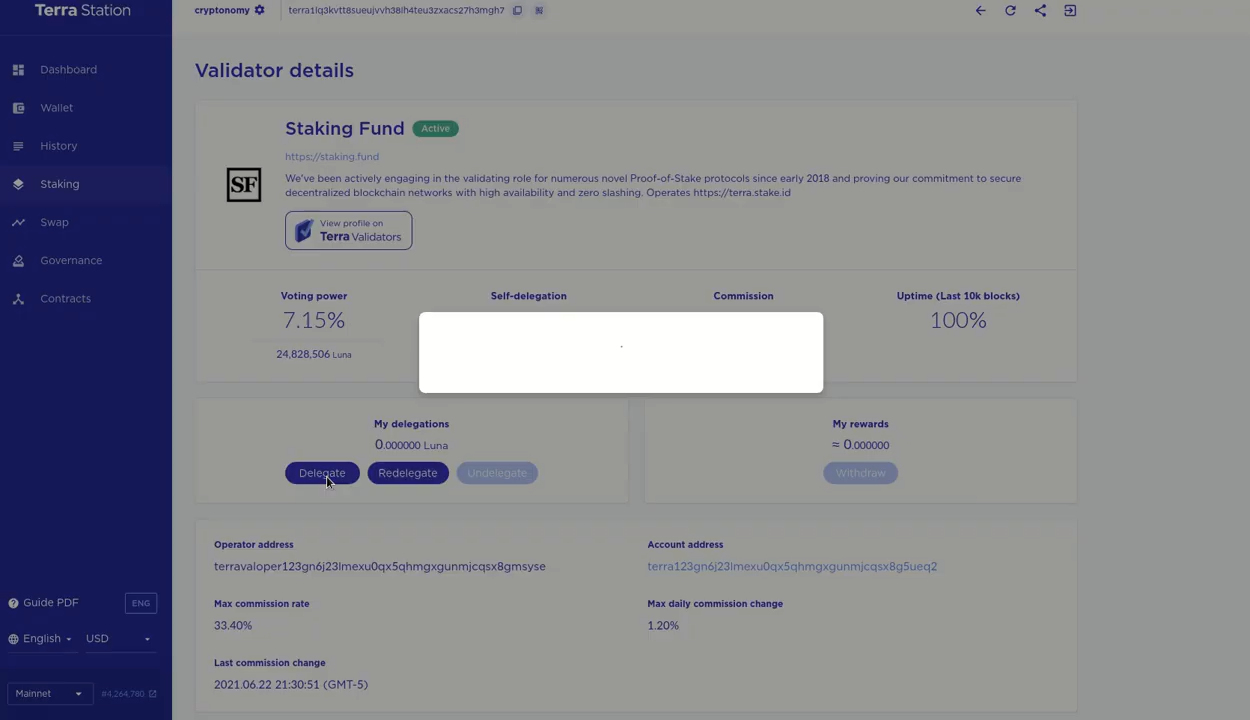 Terra Station
cryptonomy
terra1lq3kvtt8sueujvvh38lh4teu3zxacs27h3mgh7
Dashboard
Wallet
History
Staking
Swap
Governance
Contracts
Guide PDF
ENG
English
USD
Mainnet
#4,264,780
Validator details
SF
Staking Fund
Active
https://staking.fund
We've been actively engaging in the validating role for numerous novel Proof-of-Stake protocols since early 2018 and proving our commitment to secure
decentralized blockchain networks with high availability and zero slashing. Operates https://terra.stake.id
View profile on
Terra Validators
Voting power
7.15%
24,828,506 Luna
Self-delegation
Commission
Uptime (Last 10k blocks)
100%
My delegations
0.000000 Luna
Delegate
Redelegate
Undelegate
My rewards
≈ 0.000000
Withdraw
Operator address
terravaloper123gn6j23lmexu0qx5qhmgxgunmjcqsx8gmsyse
Account address
terra123gn6j23lmexu0qx5qhmgxgunmjcqsx8g5ueq2
Max commission rate
33.40%
Max daily commission change
1.20%
Last commission change
2021.06.22 21:30:51 (GMT-5)